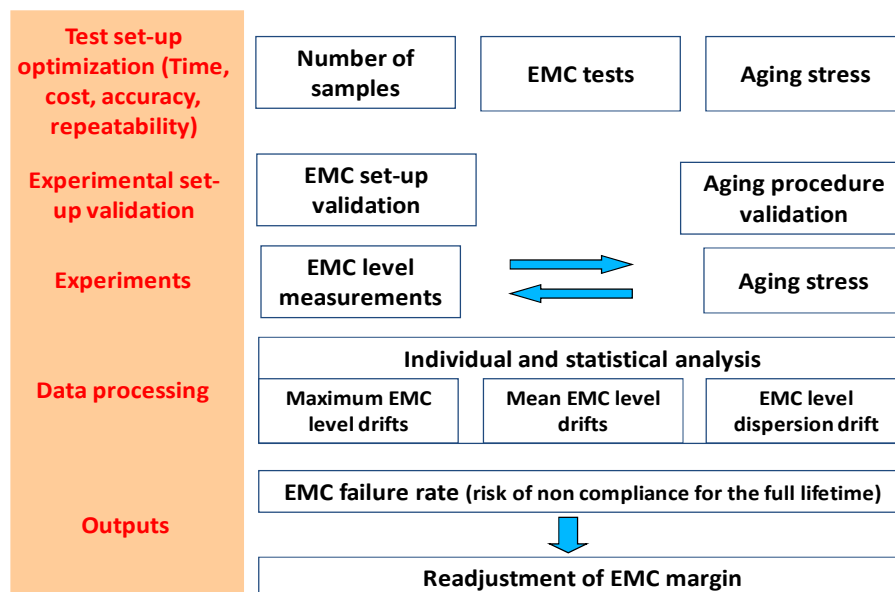 Test set-up
optimization (Time,
cost, accuracy,
repeatability)
Number of
samples
EMC tests
Aging stress
Experimental set-
up validation
EMC set-up
validation
Aging procedure
validation
Experiments
EMC level
measurements
Aging stress
Data processing
Individual and statistical analysis
Maximum EMC
level drifts
Mean EMC level
drifts
EMC level
dispersion drift
Outputs
EMC failure rate (risk of non compliance for the full lifetime)
Readjustment of EMC margin